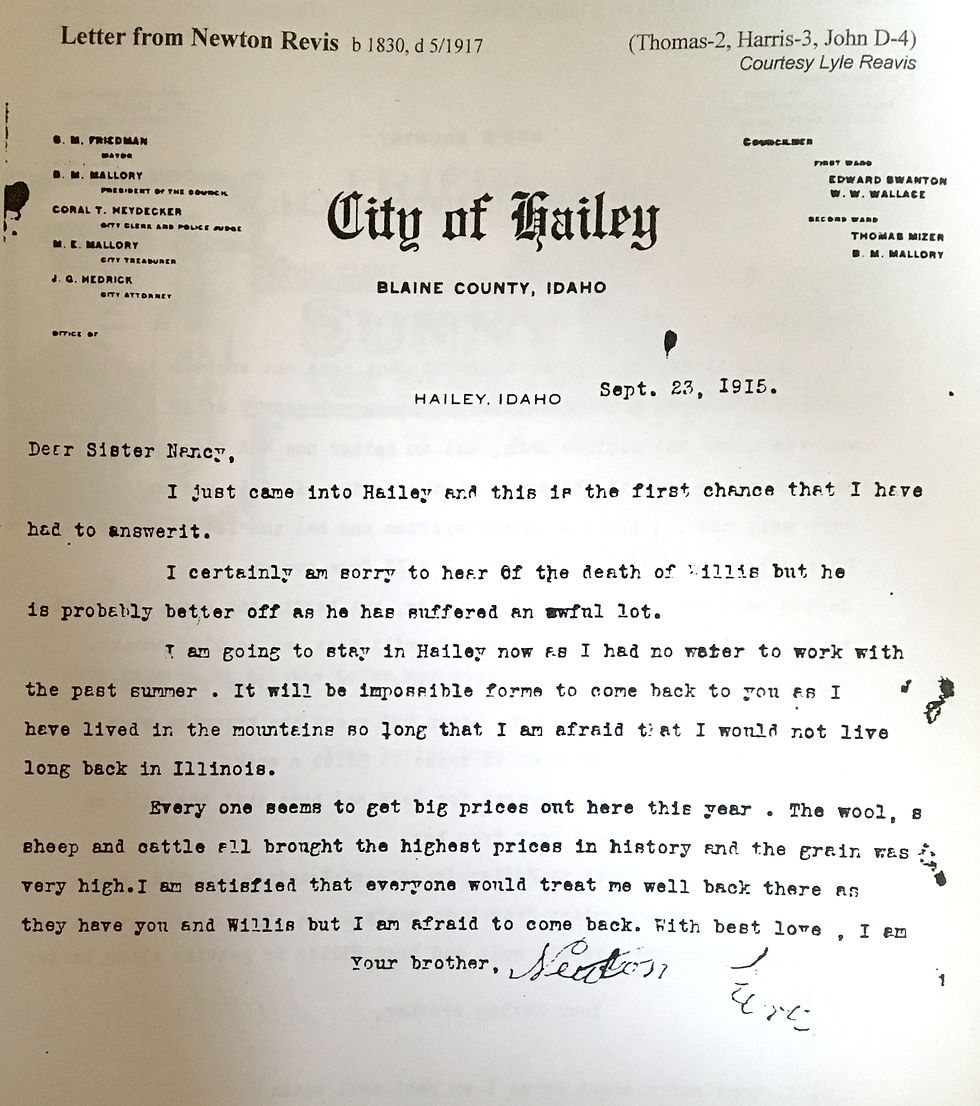 Letter from Newton Revis b 1830, d 5/1917
(Thomas-2, Harris-3, John D-4)
Courtesy Lyle Reavis
S. M. FRIEDMAN
MAYOR
B. M. MALLORY
PRESIDENT OF THE COUNCIL
CORAL T. HEYDECKER
CITY CLERK AND POLICE JUDGE
M. E. MALLORY
CITY TREASURER
J. G. HEDRICK
CITY ATTORNEY
OFFICE OF
COUNCILMEN
FIRST WARD
EDWARD SWANTON
W. W. WALLACE
SECOND WARD
THOMAS MIZER
B. M. MALLORY
City of Hailey
BLAINE COUNTY, IDAHO
HAILEY, IDAHO Sept. 23, 1915.
Dear Sister Nancy,
I just came into Hailey and this is the first chance that I have
had to answerit.
I certainly am sorry to hear of the death of Willis but he
is probably better off as he has suffered an awful lot.
I am going to stay in Hailey now as I had no water to work with
the past summer . It will be impossible forme to come back to you as I
have lived in the mountains so long that I am afraid that I would not live
long back in Illinois.
Every one seems to get big prices out here this year . The wool, s
sheep and cattle all brought the highest prices in history and the grain was
very high.I am satisfied that everyone would treat me well back there as
they have you and Willis but I am afraid to come back. With best love , I am
Your brother, Newton